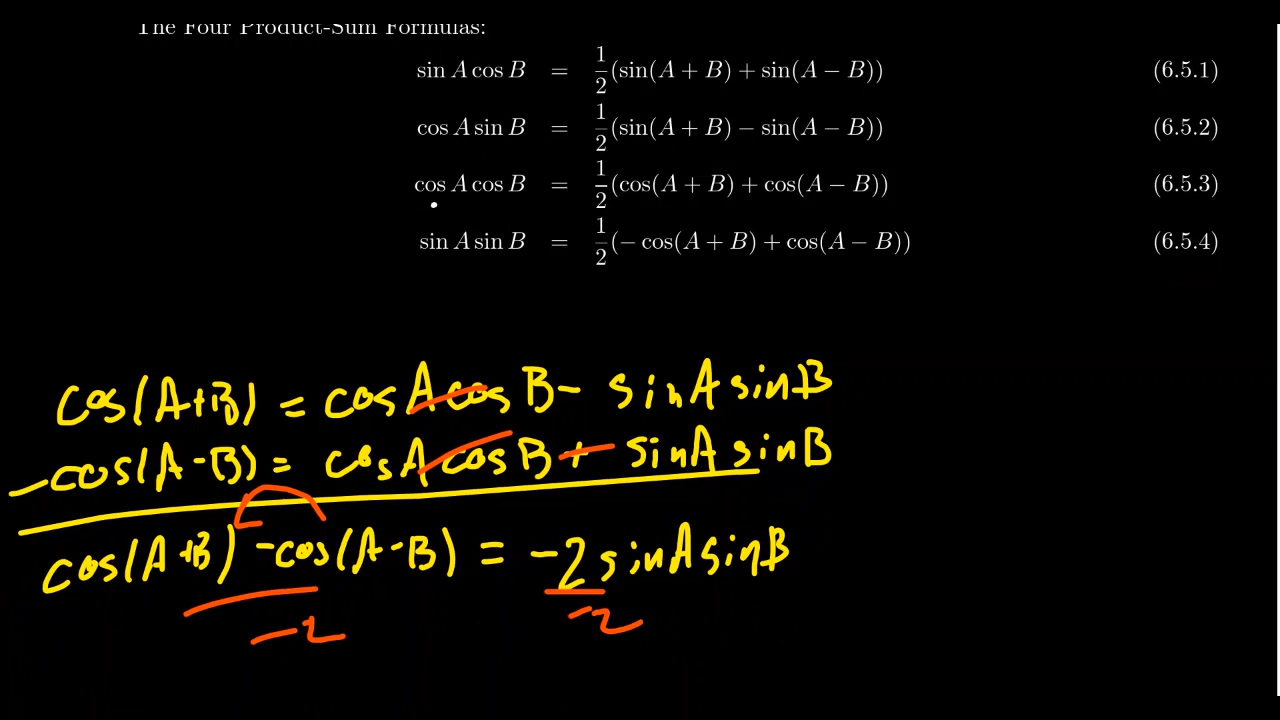 The Four Product-Sum Formulas:
sin A cos B = 1/2 (sin(A + B) + sin(A − B)) (6.5.1)
cos A sin B = 1/2 (sin(A + B) − sin(A − B)) (6.5.2)
cos A cos B = 1/2 (cos(A + B) + cos(A − B)) (6.5.3)
sin A sin B = 1/2 (− cos(A + B) + cos(A − B)) (6.5.4)
cos(A+B) = cosAcosB − sinAsinB
−cos(A−B) = cosAcosB + sinAsinB
cos(A+B) −cos(A−B) = −2sinAsinB
−2 −2